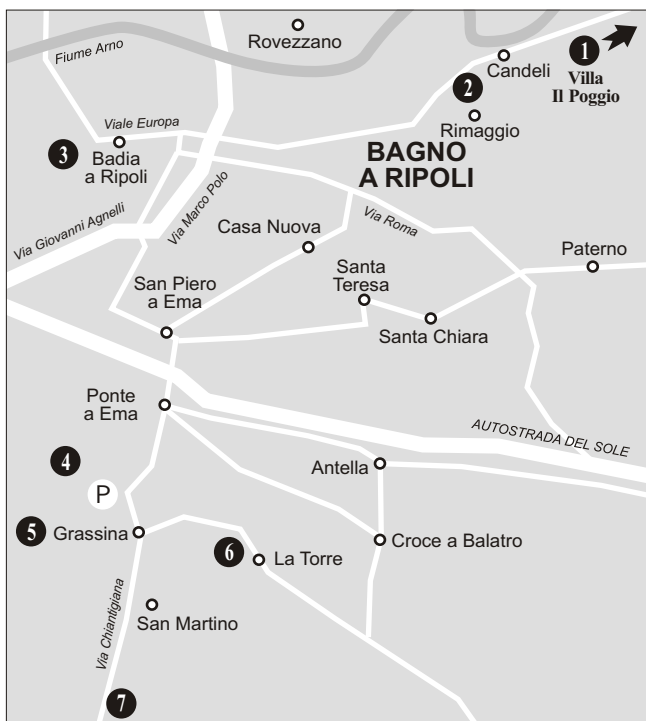 Rovezzano
Fiume Arno
1
Candeli
Villa
Il Poggio
2
Rimaggio
Viale Europa
3
Badia
a Ripoli
BAGNO
A RIPOLI
Via Giovanni Agnelli
Via Marco Polo
Casa Nuova
Via Roma
Paterno
Santa
Teresa
San Piero
a Ema
Santa Chiara
Ponte
a Ema
AUTOSTRADA DEL SOLE
4
Antella
P
5
Grassina
Croce a Balatro
6
La Torre
Via Chiantigiana
San Martino
7